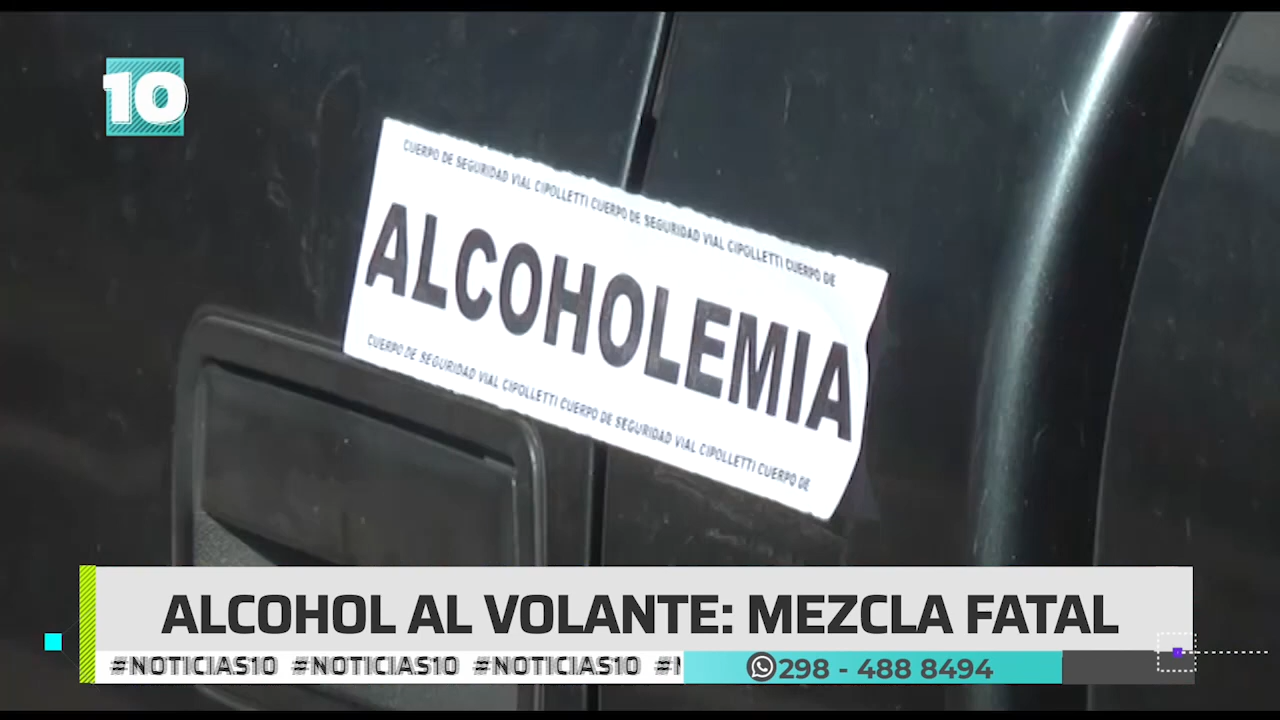 10
CUERPO DE SEGURIDAD VIAL CIPOLLETTI CUERPO DE SEGURIDAD VIAL CIPOLLETTI CUERPO DE
ALCOHOLEMIA
CUERPO DE SEGURIDAD VIAL CIPOLLETTI CUERPO DE SEGURIDAD VIAL CIPOLLETTI CUERPO DE
ALCOHOL AL VOLANTE: MEZCLA FATAL
#NOTICIAS10 #NOTICIAS10 #NOTICIAS10 #N
298 - 488 8494